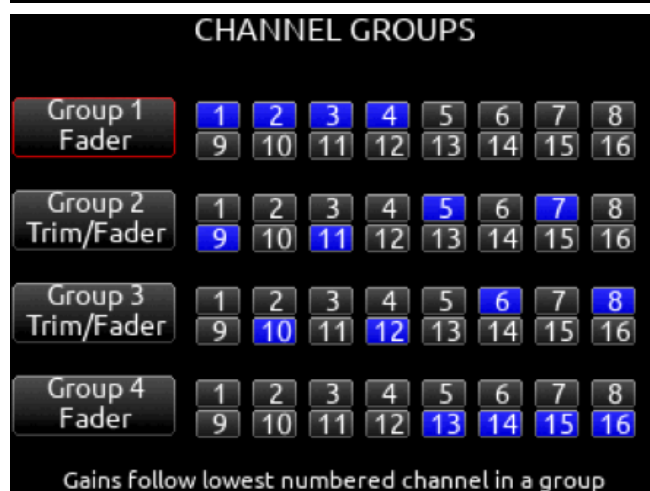 CHANNEL GROUPS
Group 1
Fader
1 2 3 4 5 6 7 8
9 10 11 12 13 14 15 16
Group 2
Trim/Fader
1 2 3 4 5 6 7 8
9 10 11 12 13 14 15 16
Group 3
Trim/Fader
1 2 3 4 5 6 7 8
9 10 11 12 13 14 15 16
Group 4
Fader
1 2 3 4 5 6 7 8
9 10 11 12 13 14 15 16
Gains follow lowest numbered channel in a group